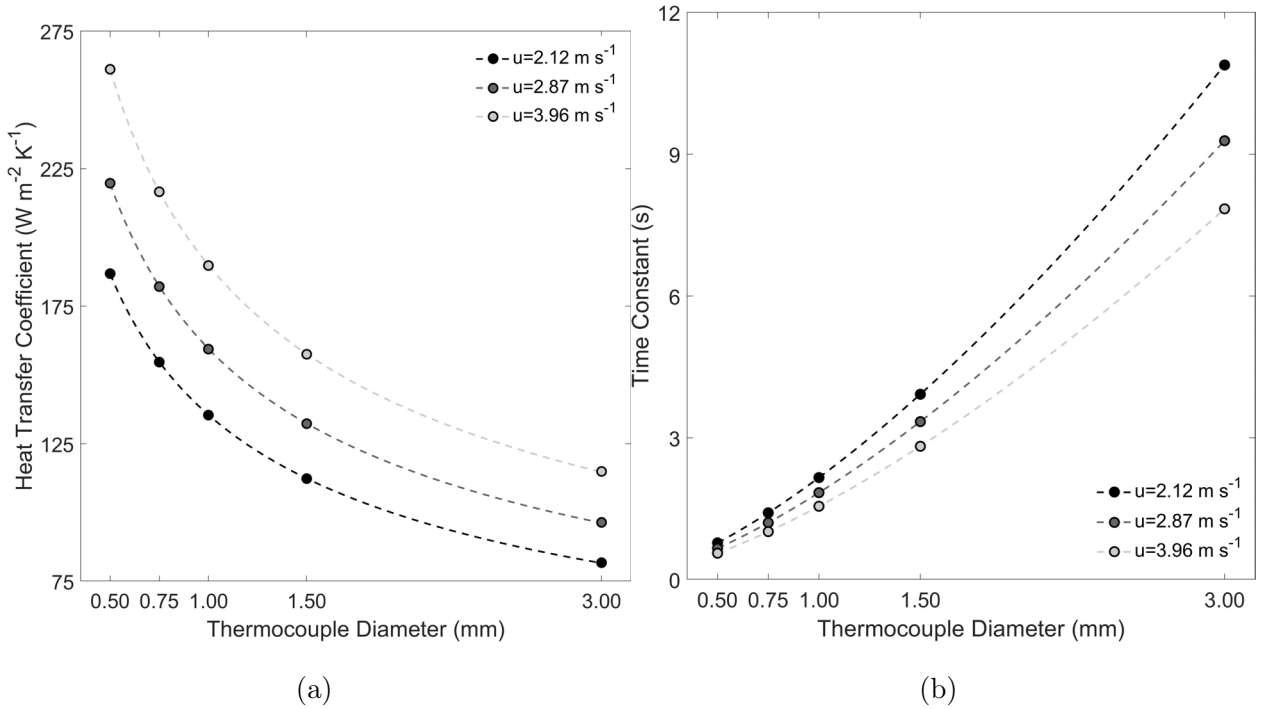 275
225
175
125
75
0.50 0.75 1.00 1.50 3.00
Heat Transfer Coefficient (W m⁻² K⁻¹)
Thermocouple Diameter (mm)
u=2.12 m s⁻¹
u=2.87 m s⁻¹
u=3.96 m s⁻¹
(a)
12
9
6
3
0
0.50 0.75 1.00 1.50 3.00
Time Constant (s)
Thermocouple Diameter (mm)
u=2.12 m s⁻¹
u=2.87 m s⁻¹
u=3.96 m s⁻¹
(b)